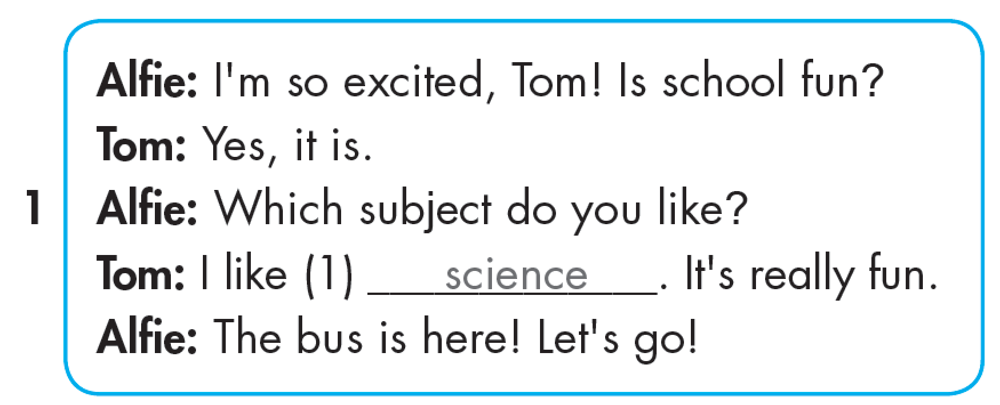 Alfie: I'm so excited, Tom! Is school fun?
Tom: Yes, it is.
1 Alfie: Which subject do you like?
Tom: I like (1) _____science_____. It's really fun.
Alfie: The bus is here! Let's go!